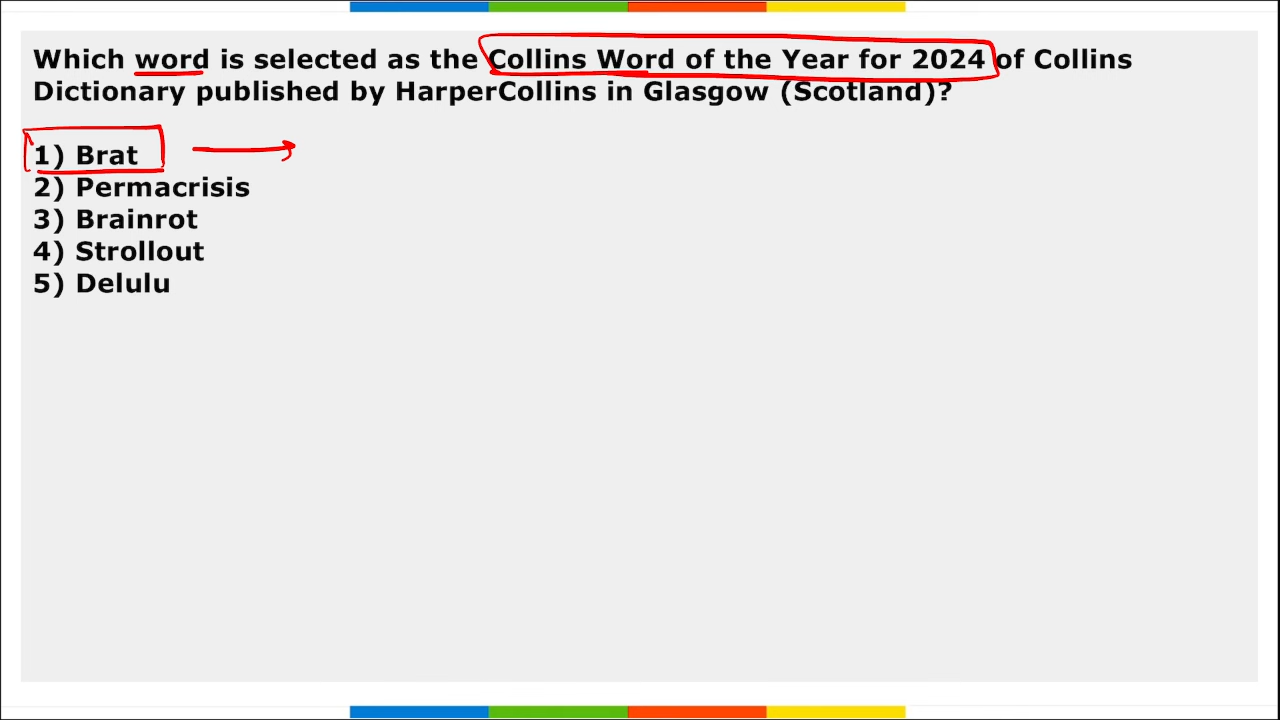 Which word is selected as the Collins Word of the Year for 2024 of Collins
Dictionary published by HarperCollins in Glasgow (Scotland)?
1) Brat
2) Permacrisis
3) Brainrot
4) Strollout
5) Delulu